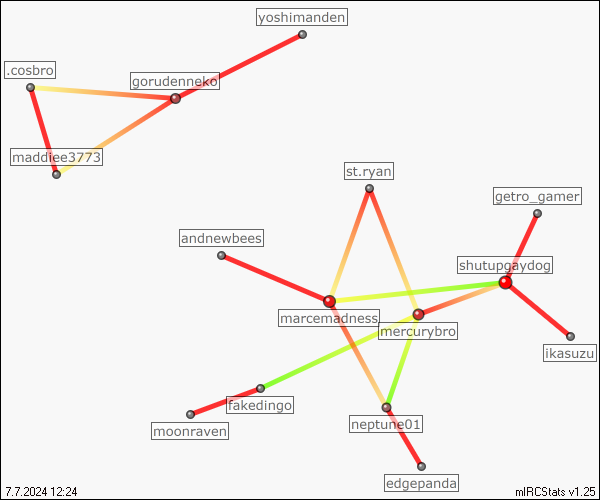 yoshimanden
.cosbro
gorudenneko
maddiee3773
st.ryan
getro_gamer
andnewbees
shutupgaydog
marcemadness
mercurybro
ikasuzu
fakedingo
moonraven
neptune01
edgepanda
7.7.2024 12:24
mIRCStats v1.25